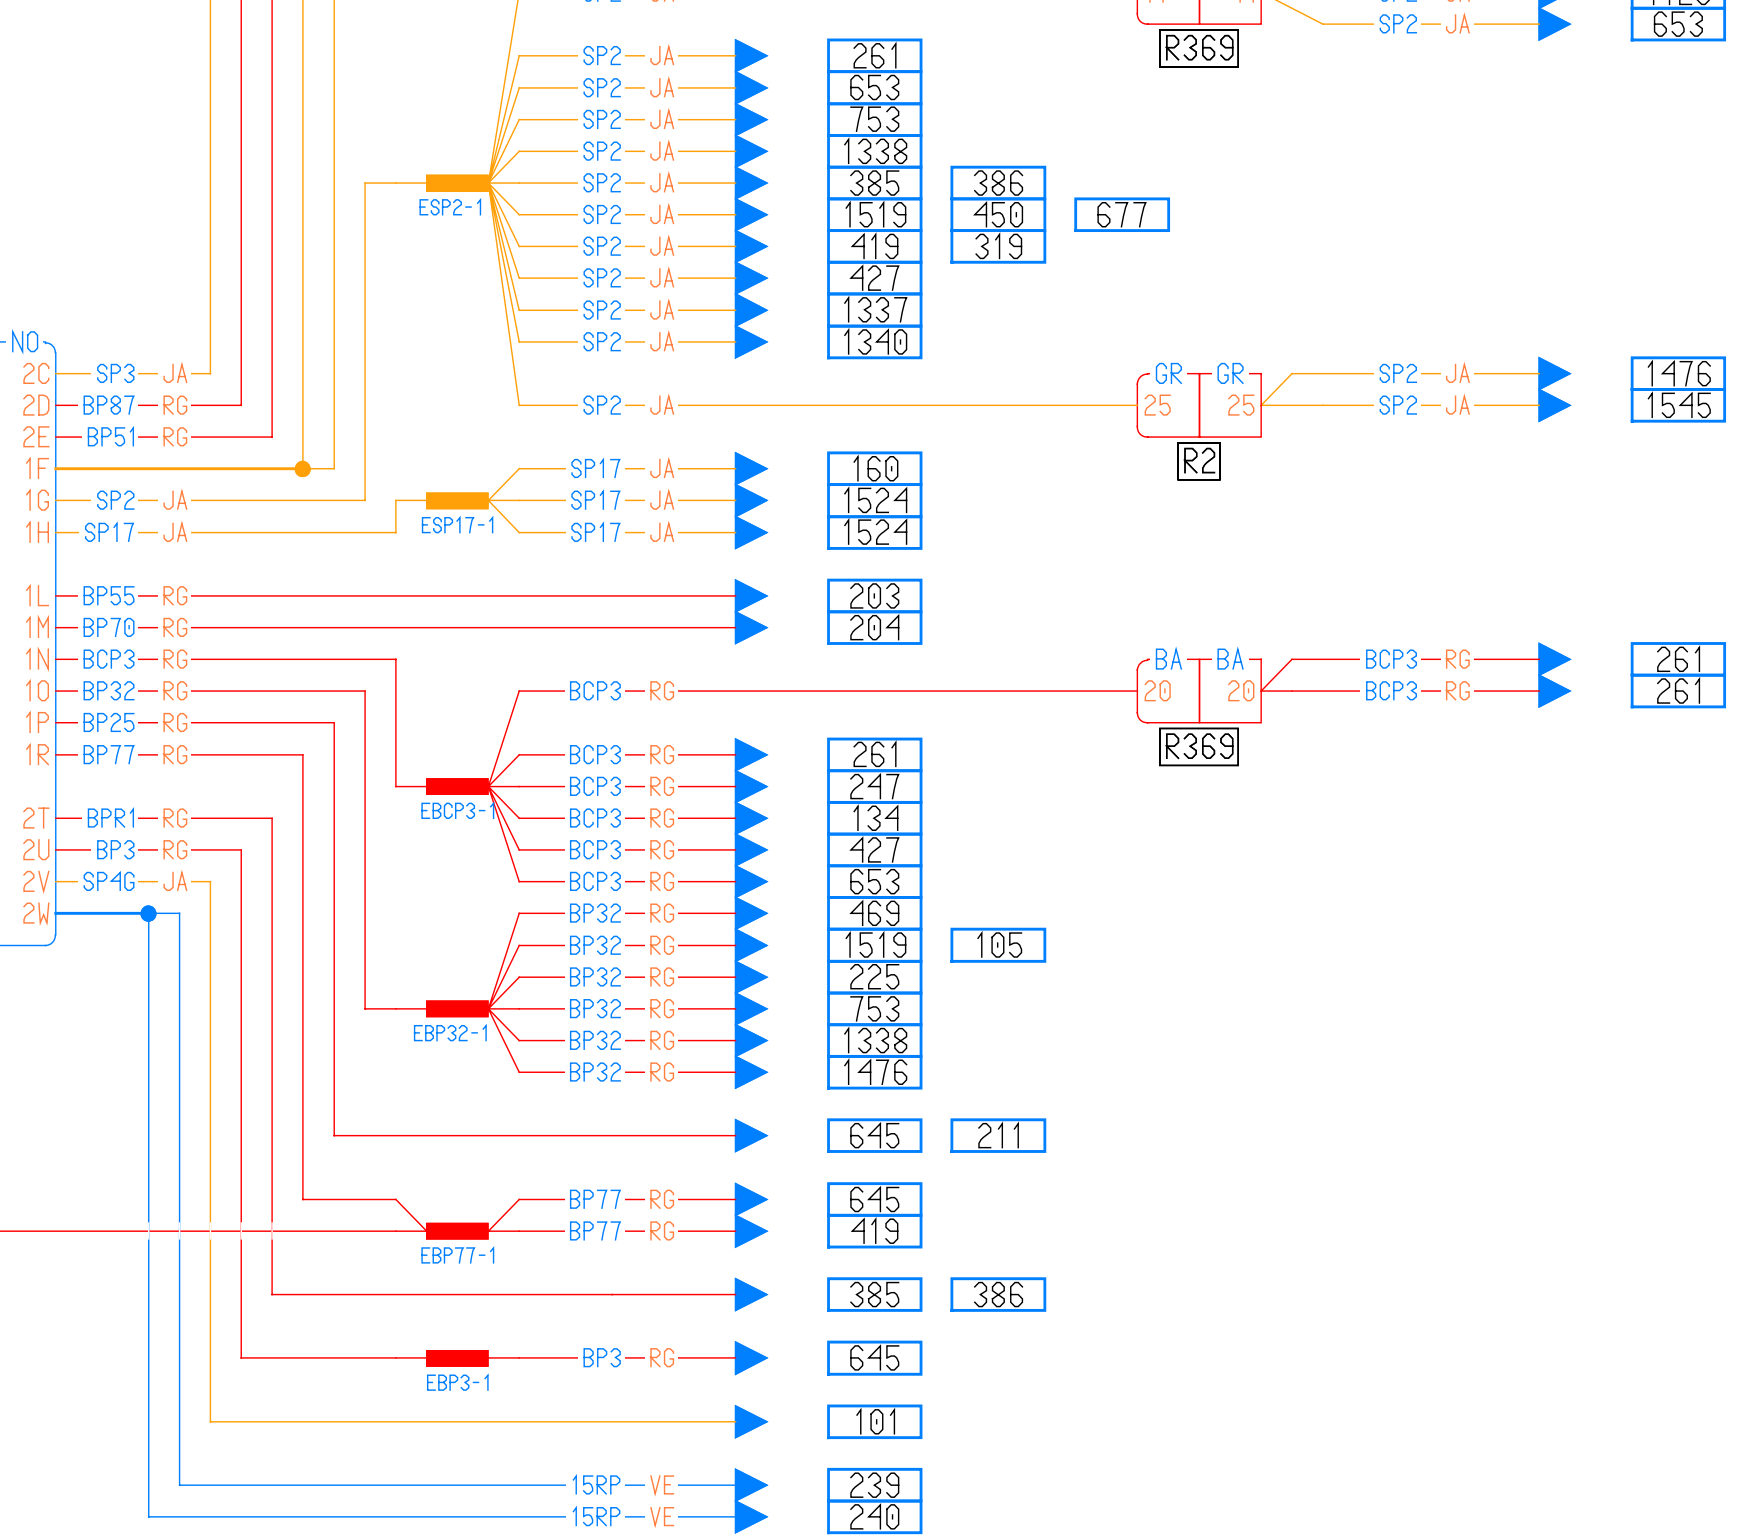 SP2 JA 653
R369
SP2 JA 261
SP2 JA 653
SP2 JA 753
SP2 JA 1338
SP2 JA 385 386
ESP2-1
SP2 JA 1519 450 677
SP2 JA 419 319
SP2 JA 427
SP2 JA 1337
NO SP2 JA 1340
2C SP3 JA GR GR SP2 JA 1476
2D BP87 RG SP2 JA 25 25 SP2 JA 1545
2E BP51 RG
R2
1F SP17 JA 160
1G SP2 JA SP17 JA 1524
ESP17-1
1H SP17 JA SP17 JA 1524
1L BP55 RG 203
1M BP70 RG 204
1N BCP3 RG BA BA BCP3 RG 261
1O BP32 RG BCP3 RG 20 20 BCP3 RG 261
1P BP25 RG
R369
1R BP77 RG BCP3 RG 261
BCP3 RG 247
EBCP3-1
2T BPR1 RG BCP3 RG 134
2U BP3 RG BCP3 RG 427
2V SP4G JA BCP3 RG 653
2W BP32 RG 469
BP32 RG 1519 105
BP32 RG 225
BP32 RG 753
EBP32-1
BP32 RG 1338
BP32 RG 1476
645 211
BP77 RG 645
BP77 RG 419
EBP77-1
385 386
BP3 RG 645
EBP3-1
101
15RP VE 239
15RP VE 240